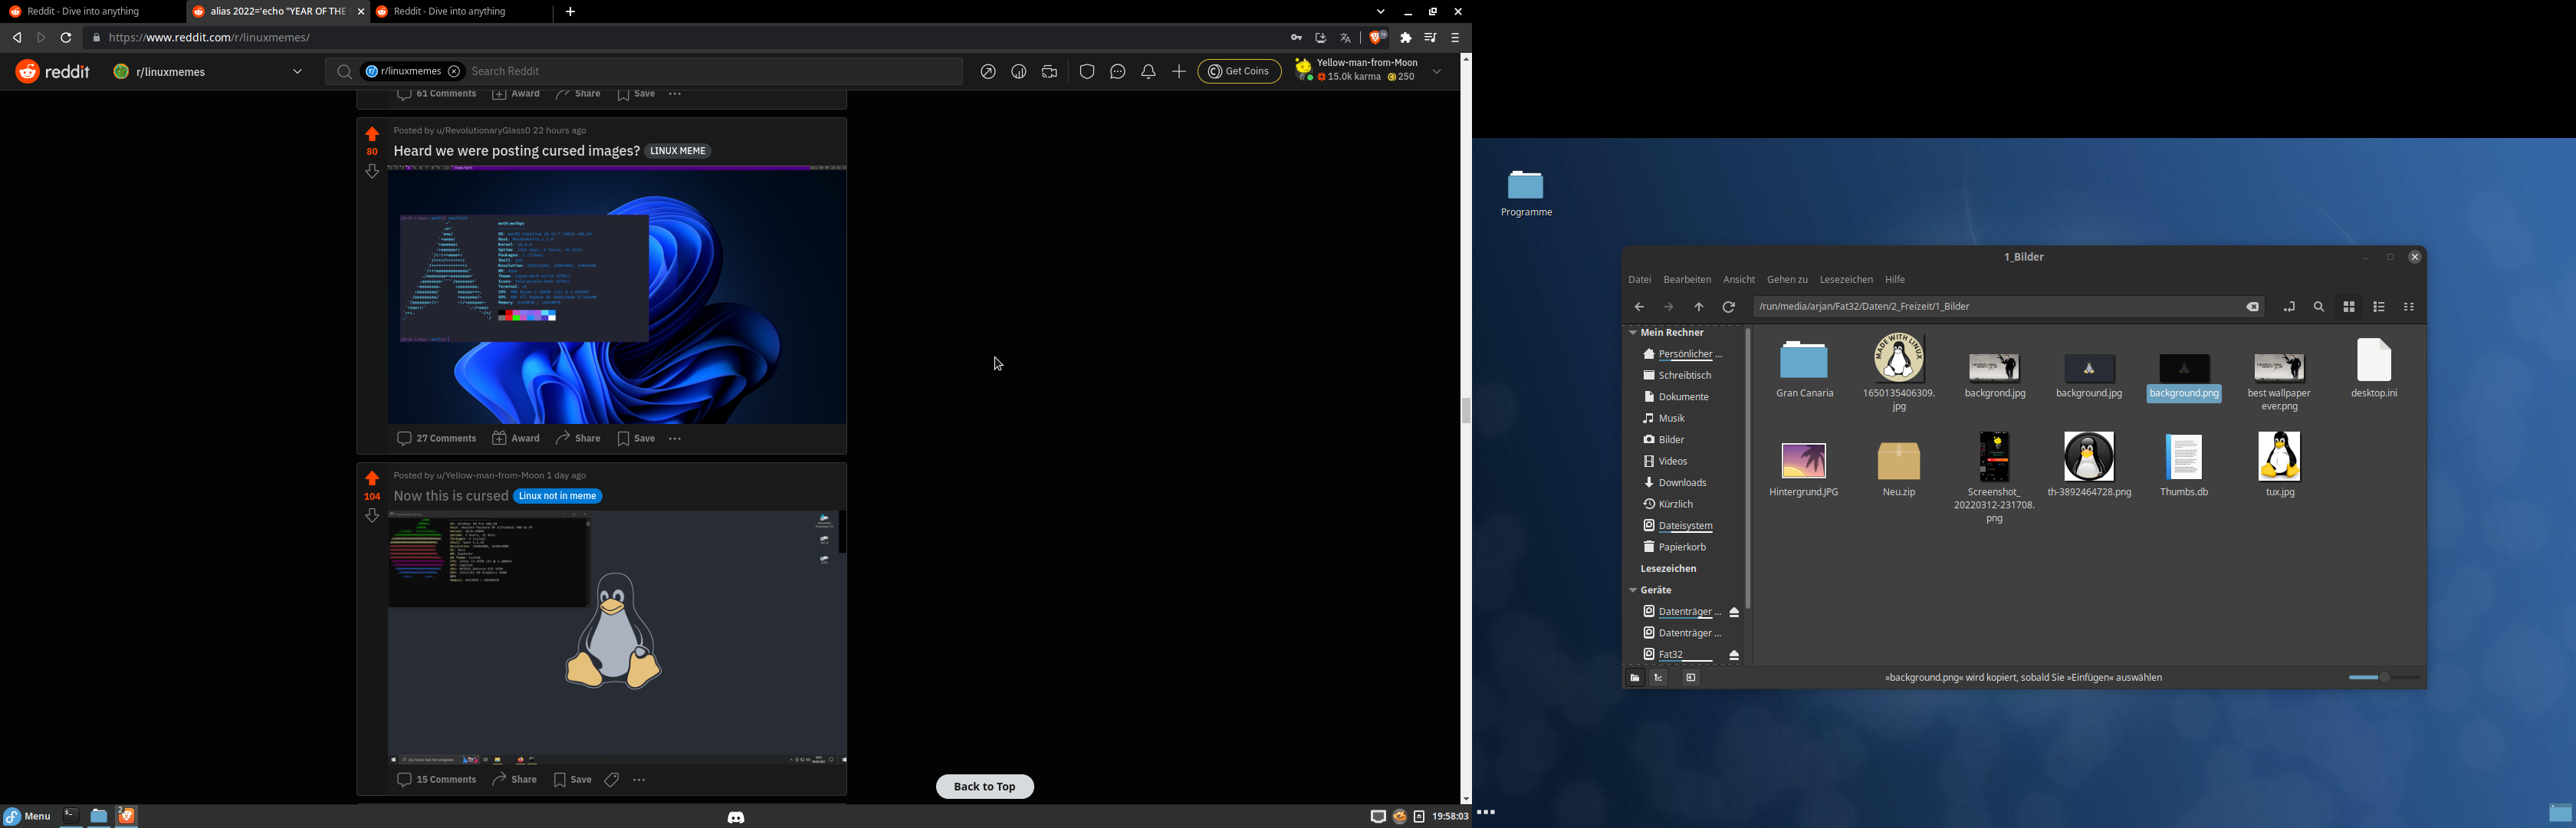 Reddit - Dive into anything
alias 2022='echo "YEAR OF THE
Reddit - Dive into anything
https://www.reddit.com/r/linuxmemes/
reddit
r/linuxmemes
r/linuxmemes
Search Reddit
Get Coins
Yellow-man-from-Moon
15.0k karma
250
61 Comments
Award
Share
Save
Posted by u/RevolutionaryGlass0 22 hours ago
80
Heard we were posting cursed images?
LINUX MEME
27 Comments
Award
Share
Save
Posted by u/Yellow-man-from-Moon 1 day ago
104
Now this is cursed
Linux not in meme
15 Comments
Share
Save
Back to Top
Menu
2
19:58:03
Programme
1_Bilder
Datei
Bearbeiten
Ansicht
Gehen zu
Lesezeichen
Hilfe
/run/media/arjan/Fat32/Daten/2_Freizeit/1_Bilder
Mein Rechner
Persönlicher ...
Schreibtisch
Dokumente
Musik
Bilder
Videos
Downloads
Kürzlich
Dateisystem
Papierkorb
Lesezeichen
Geräte
Datenträger ...
Datenträger ...
Fat32
MADE WITH LINUX
Gran Canaria
1650135406309.
jpg
backgrond.jpg
background.jpg
background.png
best wallpaper
ever.png
desktop.ini
Hintergrund.JPG
Neu.zip
Screenshot_
20220312-231708.
png
th-3892464728.png
Thumbs.db
tux.jpg
»background.png« wird kopiert, sobald Sie »Einfügen« auswählen